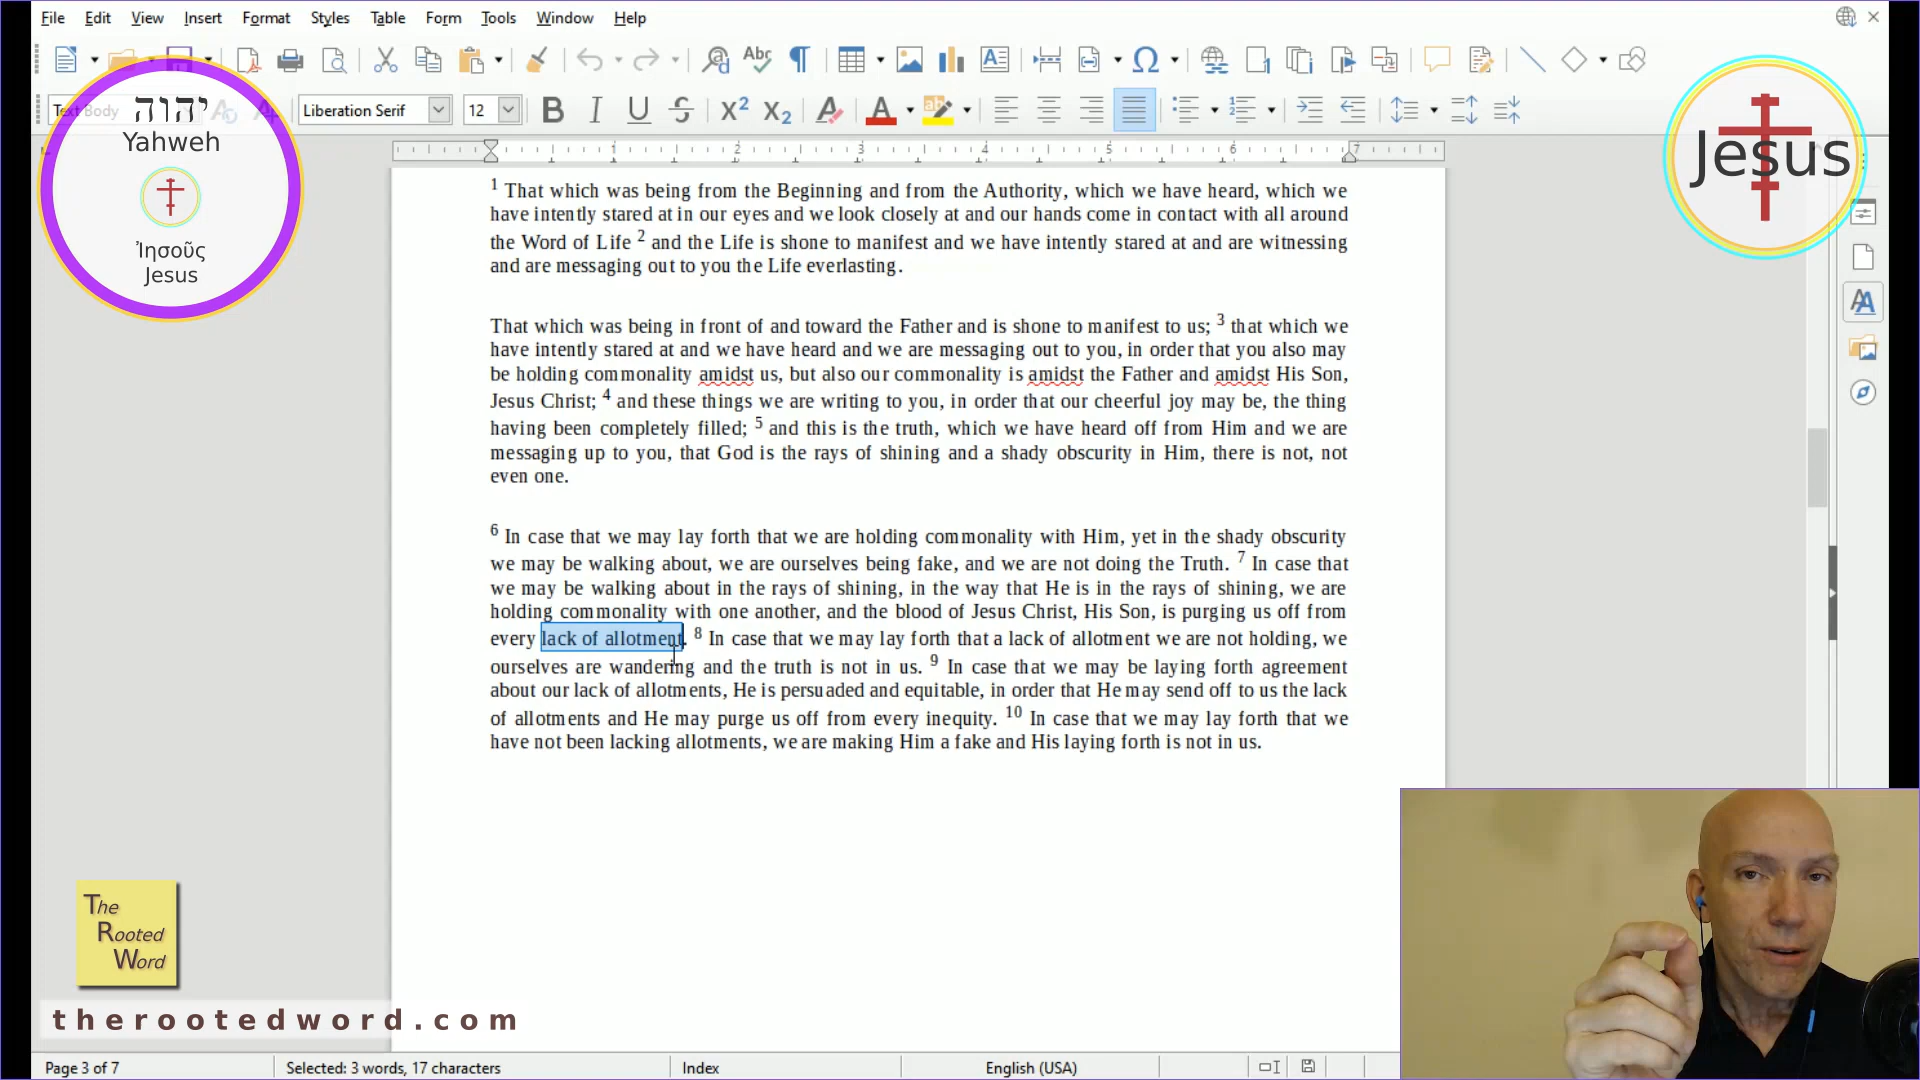 File Edit View Insert Format Styles Table Form Tools Window Help
Liberation Serif 12
יהוה
Yahweh
Ἰησοῦς
Jesus
Jesus
1 2 3 4 5 6 7
1 That which was being from the Beginning and from the Authority, which we have heard, which we
have intently stared at in our eyes and we look closely at and our hands come in contact with all around
the Word of Life 2 and the Life is shone to manifest and we have intently stared at and are witnessing
and are messaging out to you the Life everlasting.
That which was being in front of and toward the Father and is shone to manifest to us; 3 that which we
have intently stared at and we have heard and we are messaging out to you, in order that you also may
be holding commonality amidst us, but also our commonality is amidst the Father and amidst His Son,
Jesus Christ; 4 and these things we are writing to you, in order that our cheerful joy may be, the thing
having been completely filled; 5 and this is the truth, which we have heard off from Him and we are
messaging up to you, that God is the rays of shining and a shady obscurity in Him, there is not, not
even one.
6 In case that we may lay forth that we are holding commonality with Him, yet in the shady obscurity
we may be walking about, we are ourselves being fake, and we are not doing the Truth. 7 In case that
we may be walking about in the rays of shining, in the way that He is in the rays of shining, we are
holding commonality with one another, and the blood of Jesus Christ, His Son, is purging us off from
every lack of allotment. 8 In case that we may lay forth that a lack of allotment we are not holding, we
ourselves are wandering and the truth is not in us. 9 In case that we may be laying forth agreement
about our lack of allotments, He is persuaded and equitable, in order that He may send off to us the lack
of allotments and He may purge us off from every inequity. 10 In case that we may lay forth that we
have not been lacking allotments, we are making Him a fake and His laying forth is not in us.
The
Rooted
Word
therootedword.com
Page 3 of 7 Selected: 3 words, 17 characters Index English (USA)